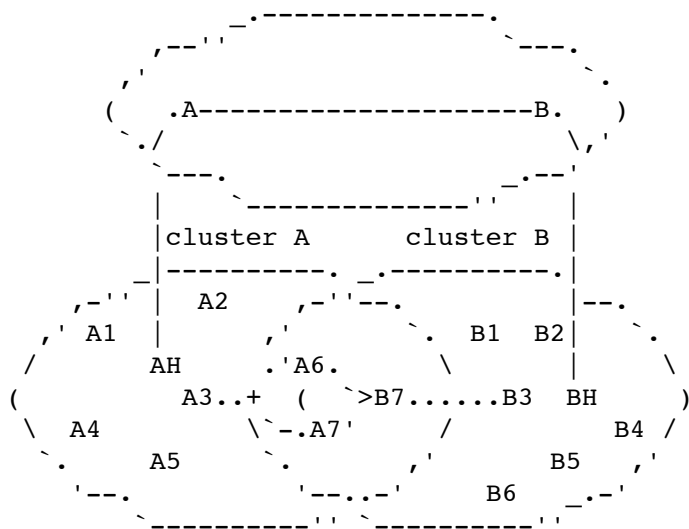 A B
cluster A cluster B
A2
A1 B1 B2
AH A6
A3 B7 B3 BH
A4 A7 B4
A5 B5
B6